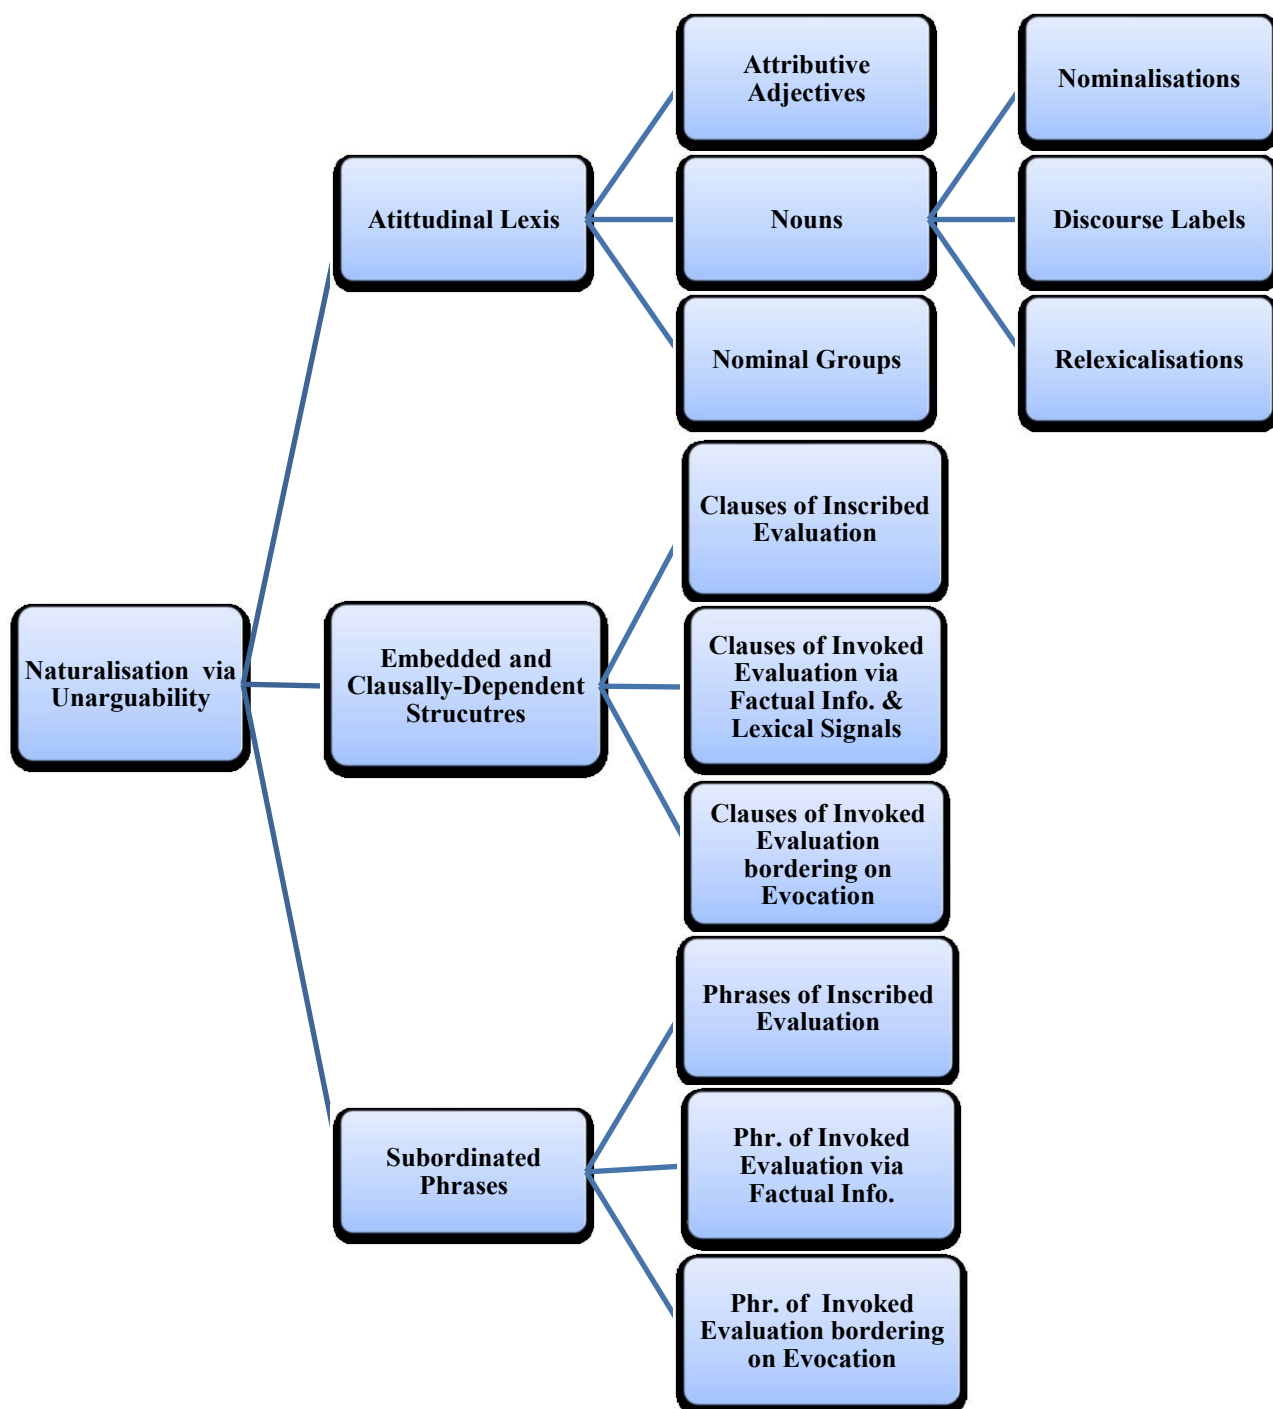 Attributive
Adjectives
Nominalisations
Atittudinal Lexis
Nouns
Discourse Labels
Nominal Groups
Relexicalisations
Clauses of Inscribed
Evaluation
Naturalisation via
Unarguability
Embedded and
Clausally-Dependent
Strucutres
Clauses of Invoked
Evaluation via
Factual Info. &
Lexical Signals
Clauses of Invoked
Evaluation
bordering on
Evocation
Phrases of Inscribed
Evaluation
Subordinated
Phrases
Phr. of Invoked
Evaluation via
Factual Info.
Phr. of Invoked
Evaluation bordering
on Evocation